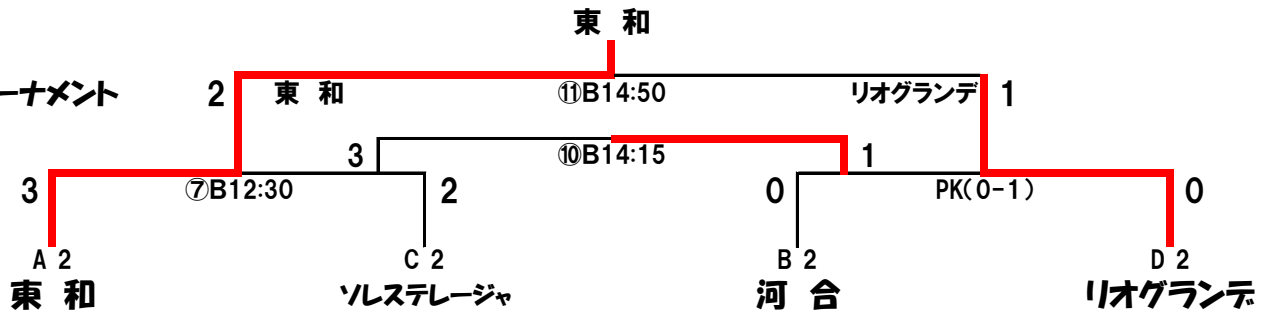 東 和
ーナメント 2 東 和 ⑪B14:50 リオグランデ 1
3 ⑩B14:15 1
3 ⑦B12:30 2 0 PK(0-1) 0
A 2 C 2 B 2 D 2
東 和 ソレステレージャ 河 合 リオグランデ